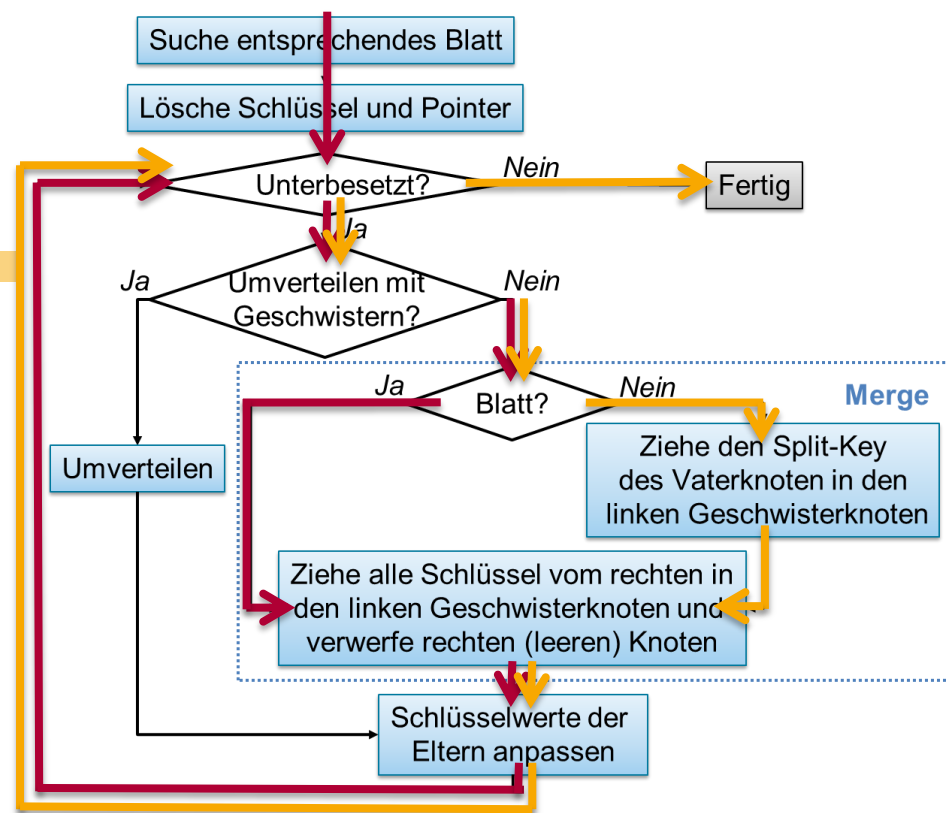 Suche entsprechendes Blatt
Lösche Schlüssel und Pointer
Unterbesetzt?
Nein
Fertig
Ja
Ja
Umverteilen mit
Geschwistern?
Nein
Ja
Blatt?
Nein
Merge
Umverteilen
Ziehe den Split-Key
des Vaterknoten in den
linken Geschwisterknoten
Ziehe alle Schlüssel vom rechten in
den linken Geschwisterknoten und
verwerfe rechten (leeren) Knoten
Schlüsselwerte der
Eltern anpassen